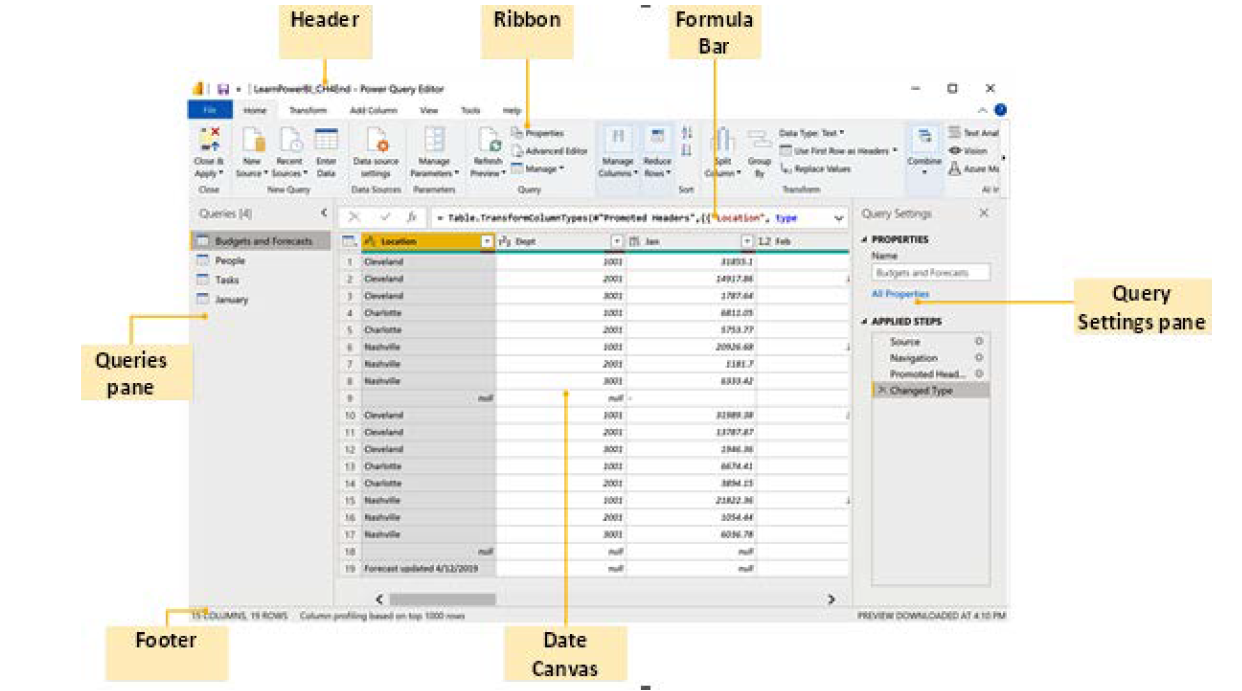 Header
Ribbon
Formula
Bar
LearnPowerBI_CH4End - Power Query Editor
File Home Transform Add Column View Tools Help
Close &
Apply
New
Source
Recent
Sources
Enter
Data
Data source
settings
Manage
Parameters
Refresh
Preview
Properties
Advanced Editor
Manage
Manage
Columns
Reduce
Rows
Split
Column
Group
By
Data Type: Text
Use First Row as Headers
Replace Values
Combine
Text Anal
Vision
Azure Ma
Close New Query Data Sources Parameters Query Sort Transform AI In
Queries [4]
Budgets and Forecasts
People
Tasks
January
= Table.TransformColumnTypes(#"Promoted Headers",{{"Location", type
Location Dept Jan 1.2 Feb
1 Cleveland 1001 31855.1
2 Cleveland 2001 14917.86
3 Cleveland 3001 1787.64
4 Charlotte 1001 6811.05
5 Charlotte 2001 5753.77
6 Nashville 1001 20926.68
7 Nashville 2001 1181.7
8 Nashville 3001 6333.42
9 null null -
10 Cleveland 1001 31989.38
11 Cleveland 2001 13787.87
12 Cleveland 3001 1946.36
13 Charlotte 1001 6674.41
14 Charlotte 2001 3894.15
15 Nashville 1001 21822.36
16 Nashville 2001 1054.64
17 Nashville 3001 6036.78
18 null null null
19 Forecast updated 4/12/2019 null null
Query Settings
PROPERTIES
Name
Budgets and Forecasts
All Properties
APPLIED STEPS
Source
Navigation
Promoted Head...
Changed Type
Query
Settings pane
Queries
pane
15 COLUMNS, 19 ROWS Column profiling based on top 1000 rows
PREVIEW DOWNLOADED AT 4:10 PM
Footer
Date
Canvas